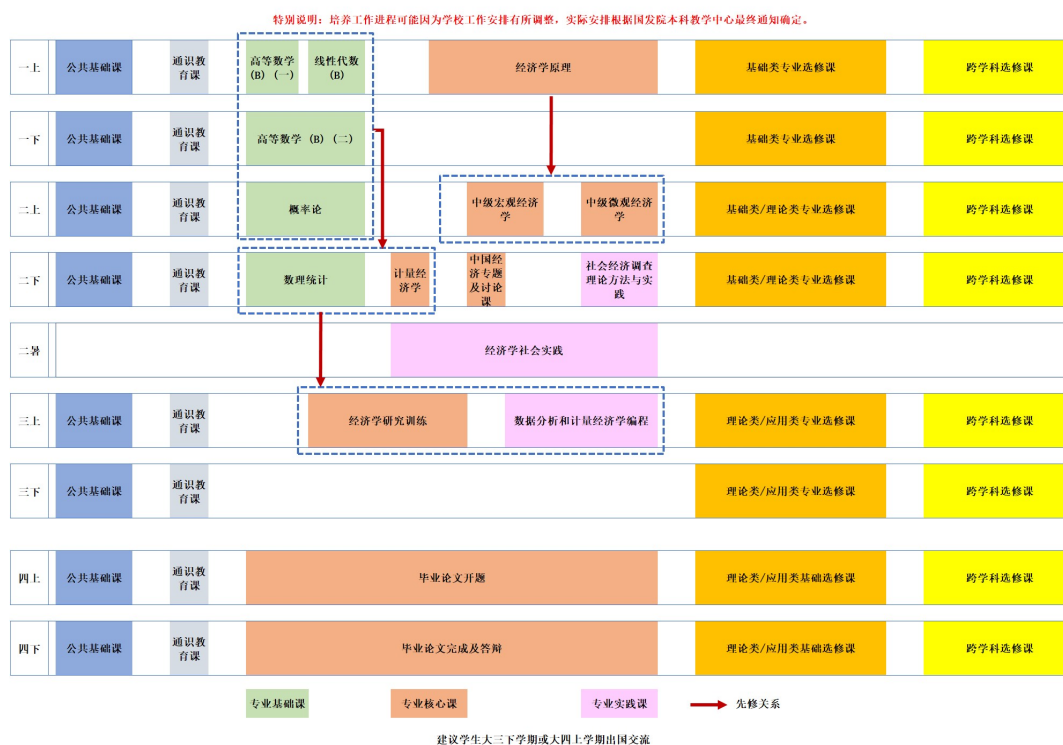 特别说明：培养工作进程可能因为学校工作安排有所调整，实际安排根据国发院本科教学中心最终通知确定。
一上
公共基础课
通识教
育课
高等数学
(B)（一）
线性代数
(B)
经济学原理
基础类专业选修课
跨学科选修课
一下
公共基础课
通识教
育课
高等数学（B）（二）
基础类专业选修课
跨学科选修课
二上
公共基础课
通识教
育课
概率论
中级宏观经济
学
中级微观经济
学
基础类/理论类专业选修课
跨学科选修课
二下
公共基础课
通识教
育课
数理统计
计量经
济学
中国经
济专题
及讨论
课
社会经济调查
理论方法与实
践
基础类/理论类专业选修课
跨学科选修课
二暑
经济学社会实践
三上
公共基础课
通识教
育课
经济学研究训练
数据分析和计量经济学编程
理论类/应用类专业选修课
跨学科选修课
三下
公共基础课
通识教
育课
理论类/应用类专业选修课
跨学科选修课
四上
公共基础课
通识教
育课
毕业论文开题
理论类/应用类基础选修课
跨学科选修课
四下
公共基础课
通识教
育课
毕业论文完成及答辩
理论类/应用类基础选修课
跨学科选修课
专业基础课
专业核心课
专业实践课
先修关系
建议学生大三下学期或大四上学期出国交流